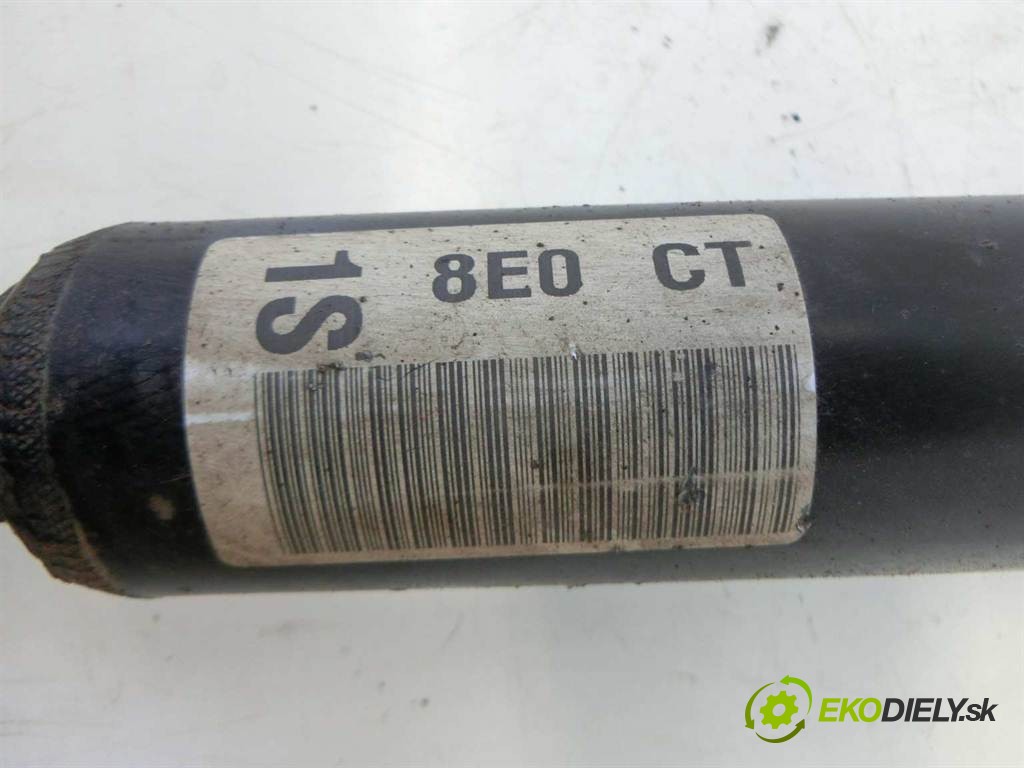 1S
8E0 CT
EKODIELY.sk